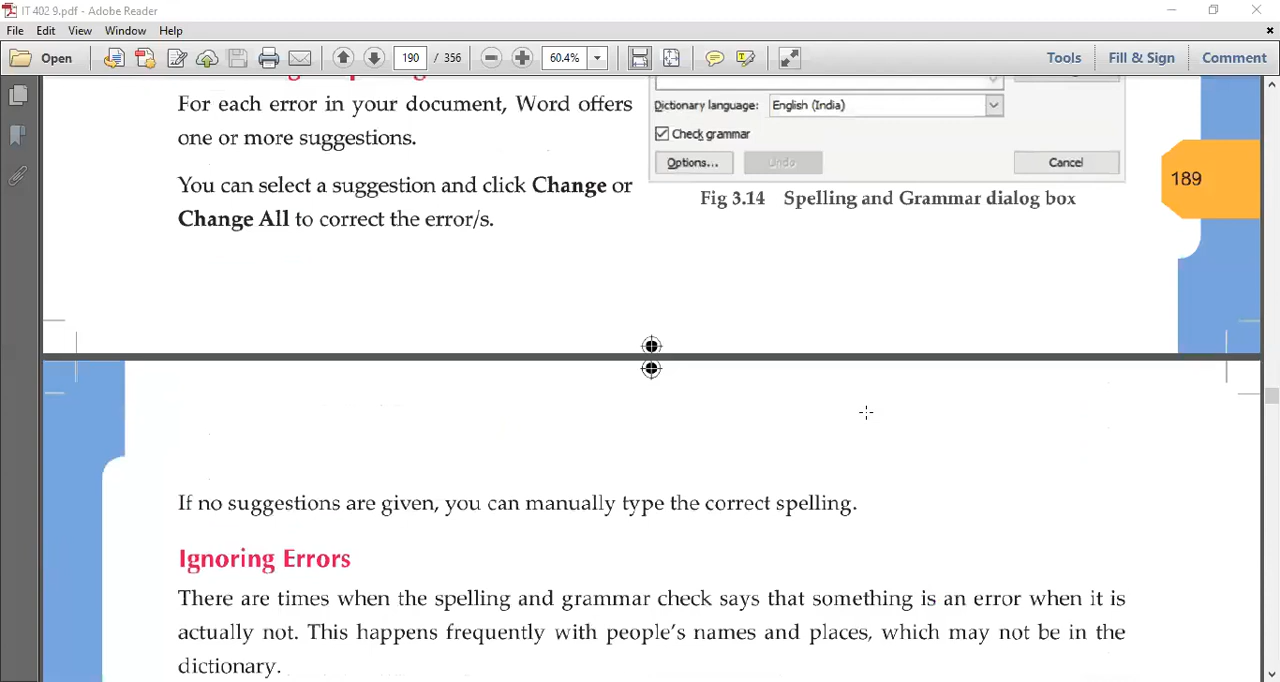 IT 402 9.pdf - Adobe Reader
File Edit View Window Help
Open 190 / 356 60.4% Tools Fill & Sign Comment
For each error in your document, Word offers
one or more suggestions.
You can select a suggestion and click Change or
Change All to correct the error/s.
Dictionary language: English (India)
Check grammar
Options... Undo Cancel
Fig 3.14 Spelling and Grammar dialog box
189
If no suggestions are given, you can manually type the correct spelling.
Ignoring Errors
There are times when the spelling and grammar check says that something is an error when it is
actually not. This happens frequently with people's names and places, which may not be in the
dictionary.